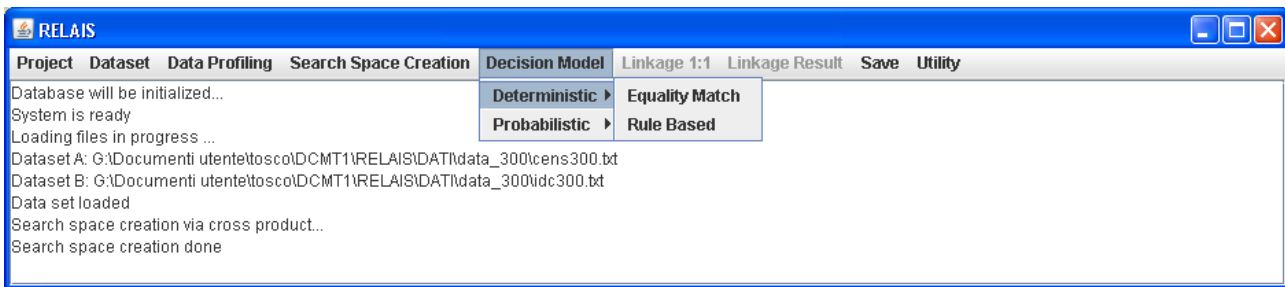 RELAIS
Project Dataset Data Profiling Search Space Creation Decision Model Linkage 1:1 Linkage Result Save Utility
Database will be initialized...
System is ready
Loading files in progress ...
Dataset A: G:\Documenti utente\tosco\DCMT1\RELAIS\DATI\data_300\cens300.txt
Dataset B: G:\Documenti utente\tosco\DCMT1\RELAIS\DATI\data_300\idc300.txt
Data set loaded
Search space creation via cross product...
Search space creation done
Deterministic
Probabilistic
Equality Match
Rule Based